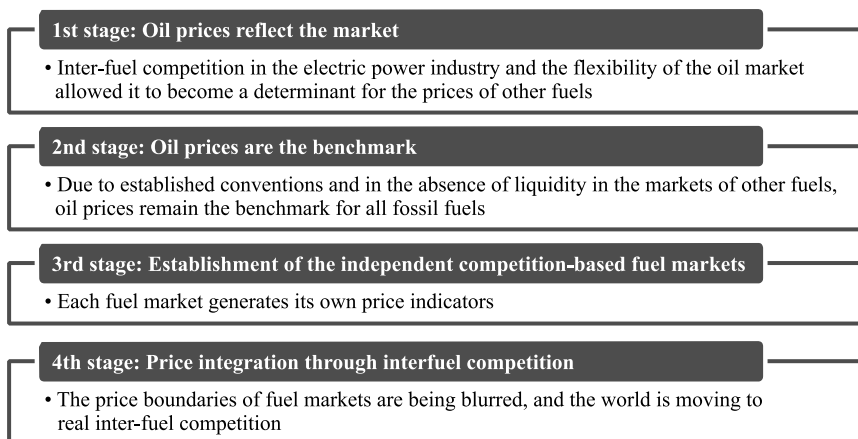 1st stage: Oil prices reflect the market
• Inter-fuel competition in the electric power industry and the flexibility of the oil market
allowed it to become a determinant for the prices of other fuels
2nd stage: Oil prices are the benchmark
• Due to established conventions and in the absence of liquidity in the markets of other fuels,
oil prices remain the benchmark for all fossil fuels
3rd stage: Establishment of the independent competition-based fuel markets
• Each fuel market generates its own price indicators
4th stage: Price integration through interfuel competition
• The price boundaries of fuel markets are being blurred, and the world is moving to
real inter-fuel competition